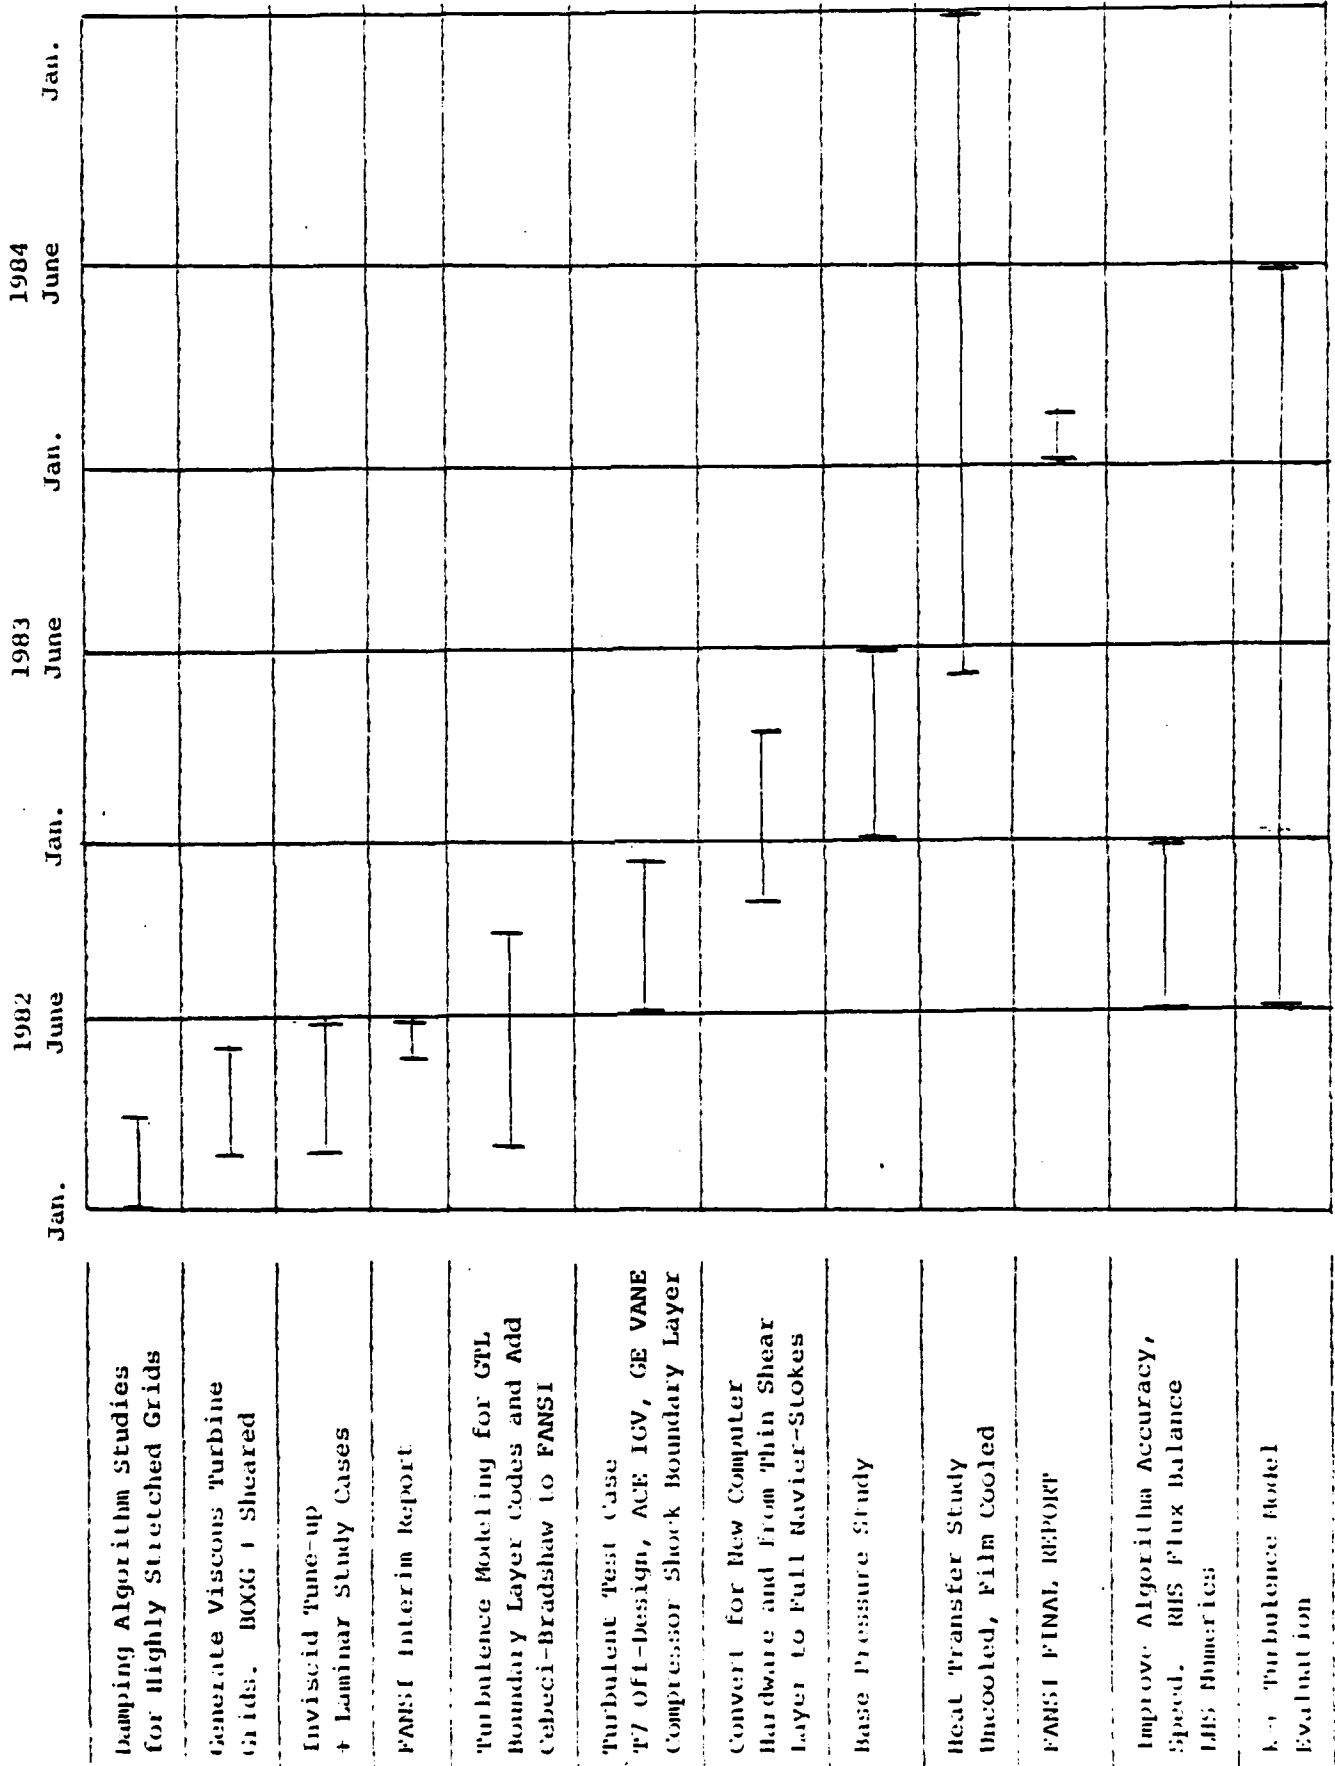 1982
1983
1984
Jan.
June
Jan.
June
Jan.
June
Jan.
Damping Algorithm Studies
for Highly Stretched Grids
Generate Viscous Turbine
Grids. BOGG + Sheared
Inviscid Tune-up
+ Laminar Study Cases
FANSI Interim Report
Turbulence Modeling for GTL
Boundary Layer Codes and Add
Cebeci-Bradshaw to FANSI
Turbulent Test Case
T7 Off-Design, ACE IGV, GE VANE
Compressor Shock Boundary Layer
Convert for New Computer
Hardware and from Thin Shear
Layer to Full Navier-Stokes
Base Pressure Study
Heat Transfer Study
Uncooled, Film Cooled
FANSI FINAL REPORT
Improve Algorithm Accuracy,
Speed. RHS Flux Balance
LHS Numerics
Turbulence Model
Evaluation